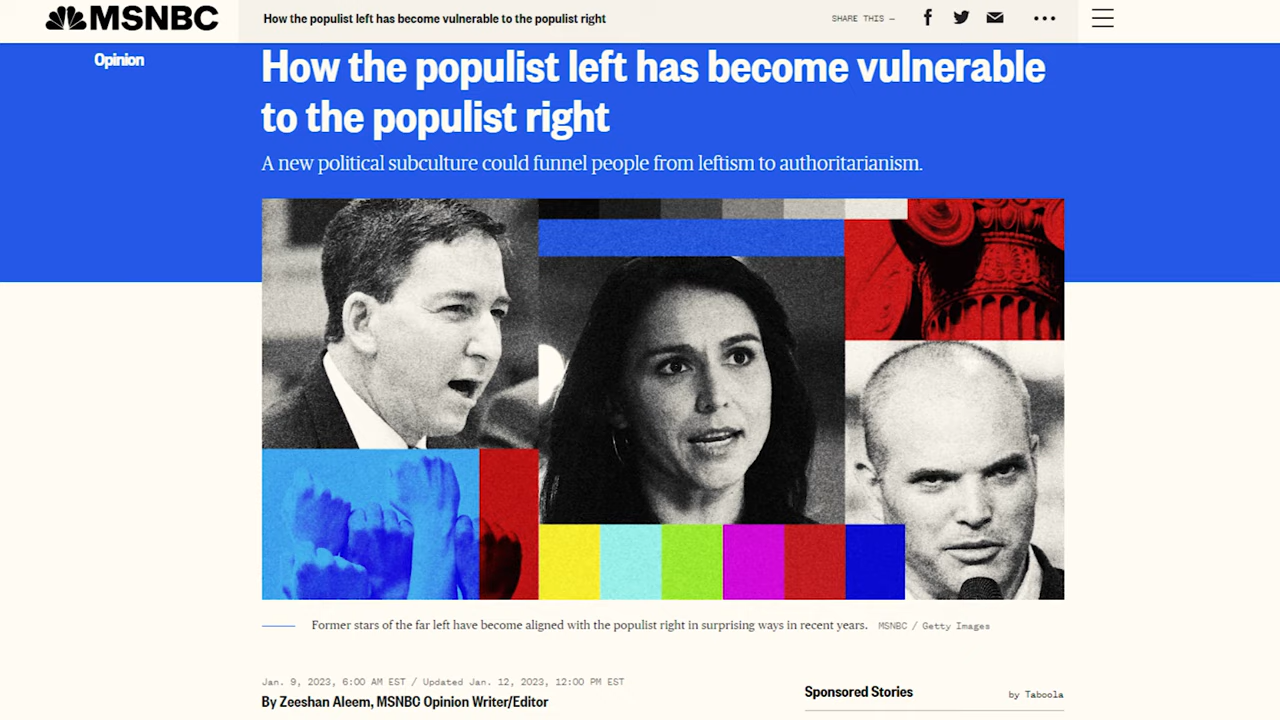 MSNBC
How the populist left has become vulnerable to the populist right
SHARE THIS —
Opinion
How the populist left has become vulnerable
to the populist right
A new political subculture could funnel people from leftism to authoritarianism.
Former stars of the far left have become aligned with the populist right in surprising ways in recent years. MSNBC / Getty Images
Jan. 9, 2023, 6:00 AM EST / Updated Jan. 12, 2023, 12:00 PM EST
By Zeeshan Aleem, MSNBC Opinion Writer/Editor
Sponsored Stories
by Taboola